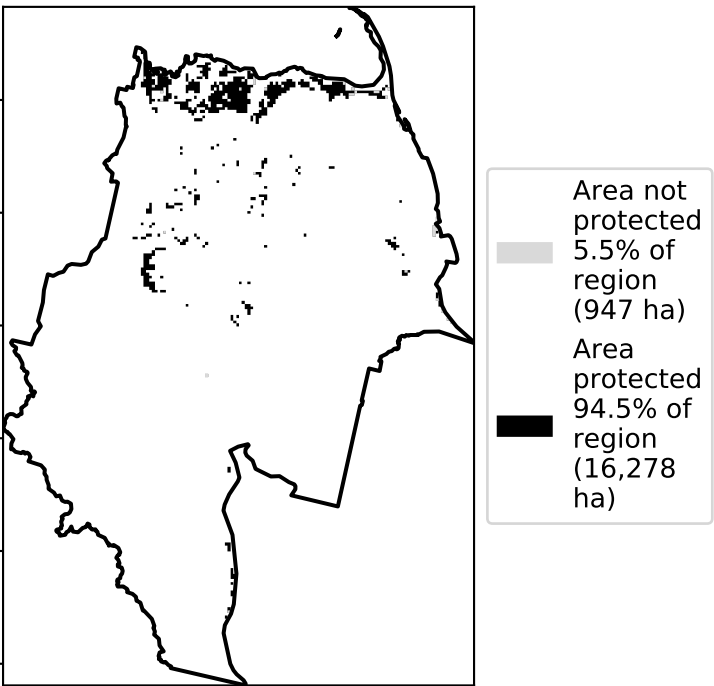 Area not
protected
5.5% of
region
(947 ha)
Area
protected
94.5% of
region
(16,278
ha)